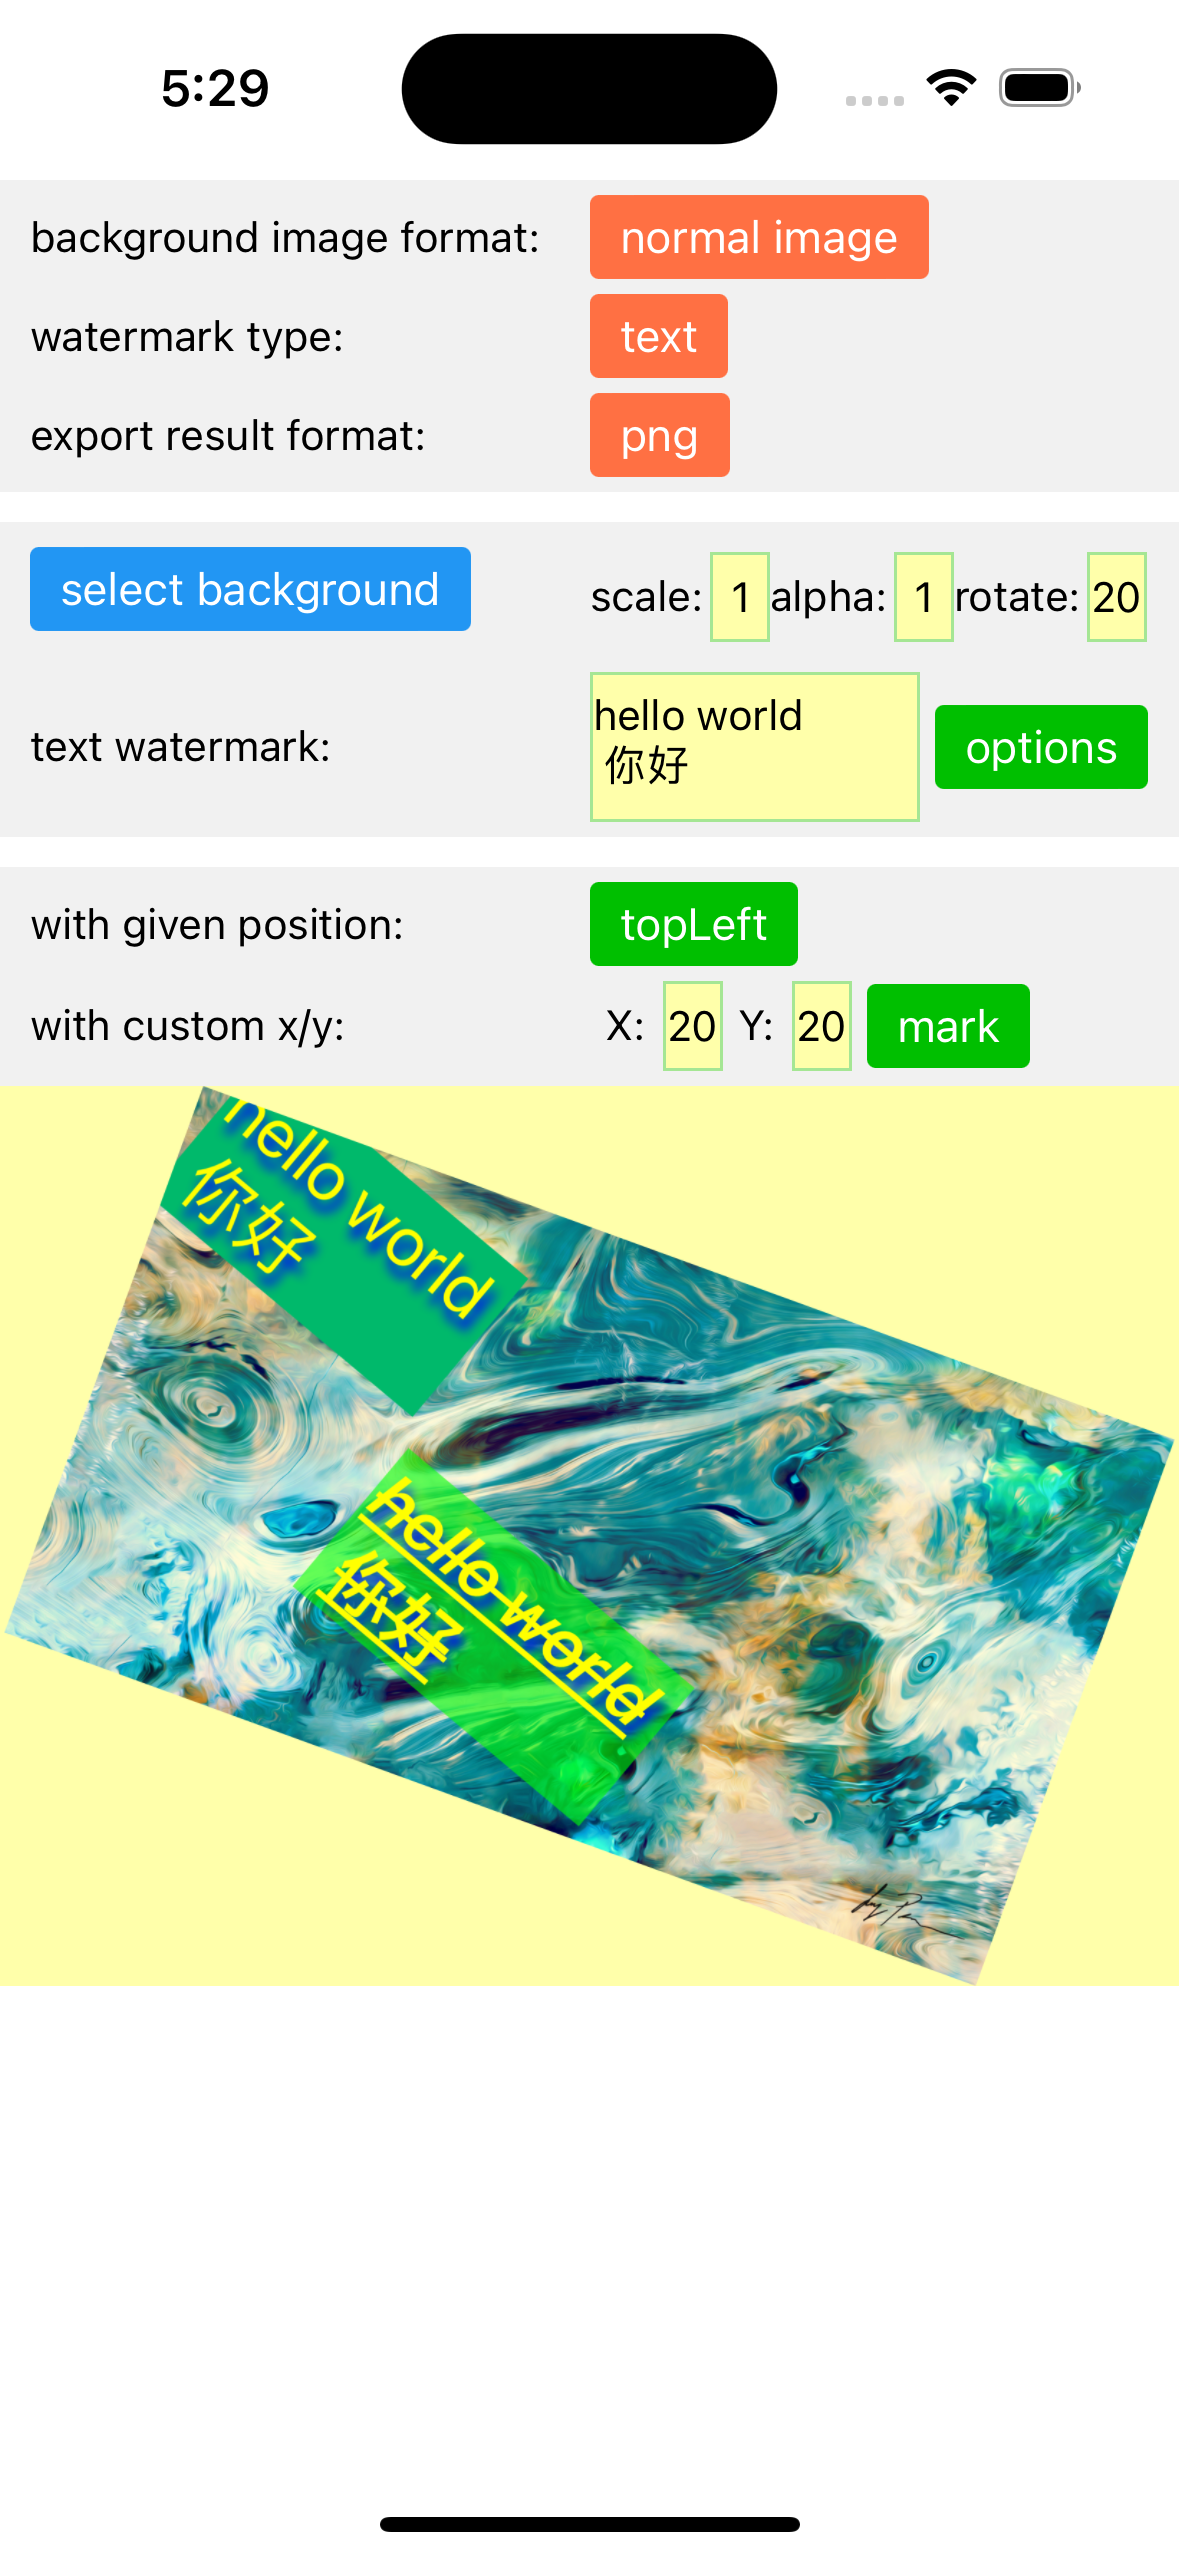 5:29
background image format: normal image
watermark type: text
export result format: png
select background scale: 1 alpha: 1 rotate: 20
text watermark: hello world
你好
options
with given position: topLeft
with custom x/y: X: 20 Y: 20 mark
hello world
你好
hello world
你好